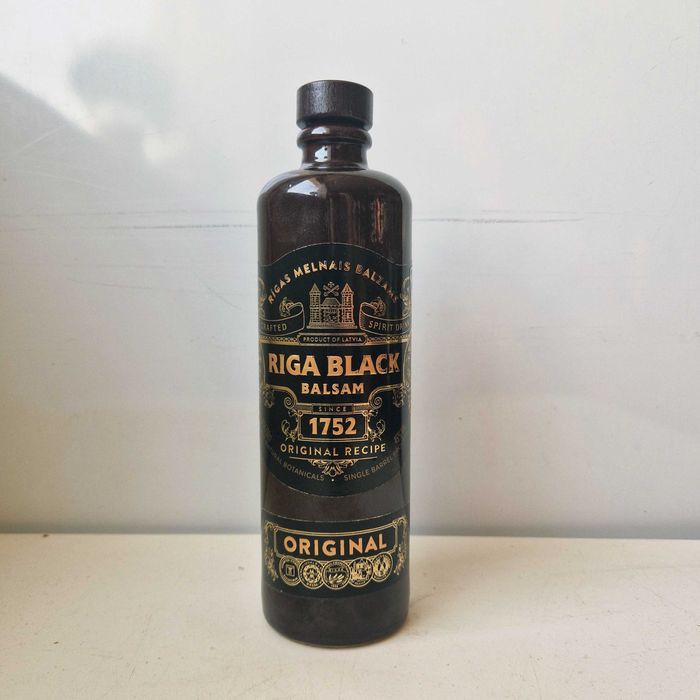 RĪGAS MELNAIS BALZAMS
CRAFTED SPIRIT DRINK
PRODUCT OF LATVIA
RIGA BLACK
BALSAM
SINCE
1752
ORIGINAL RECIPE
BOTANICALS • SINGLE BARREL
ORIGINAL